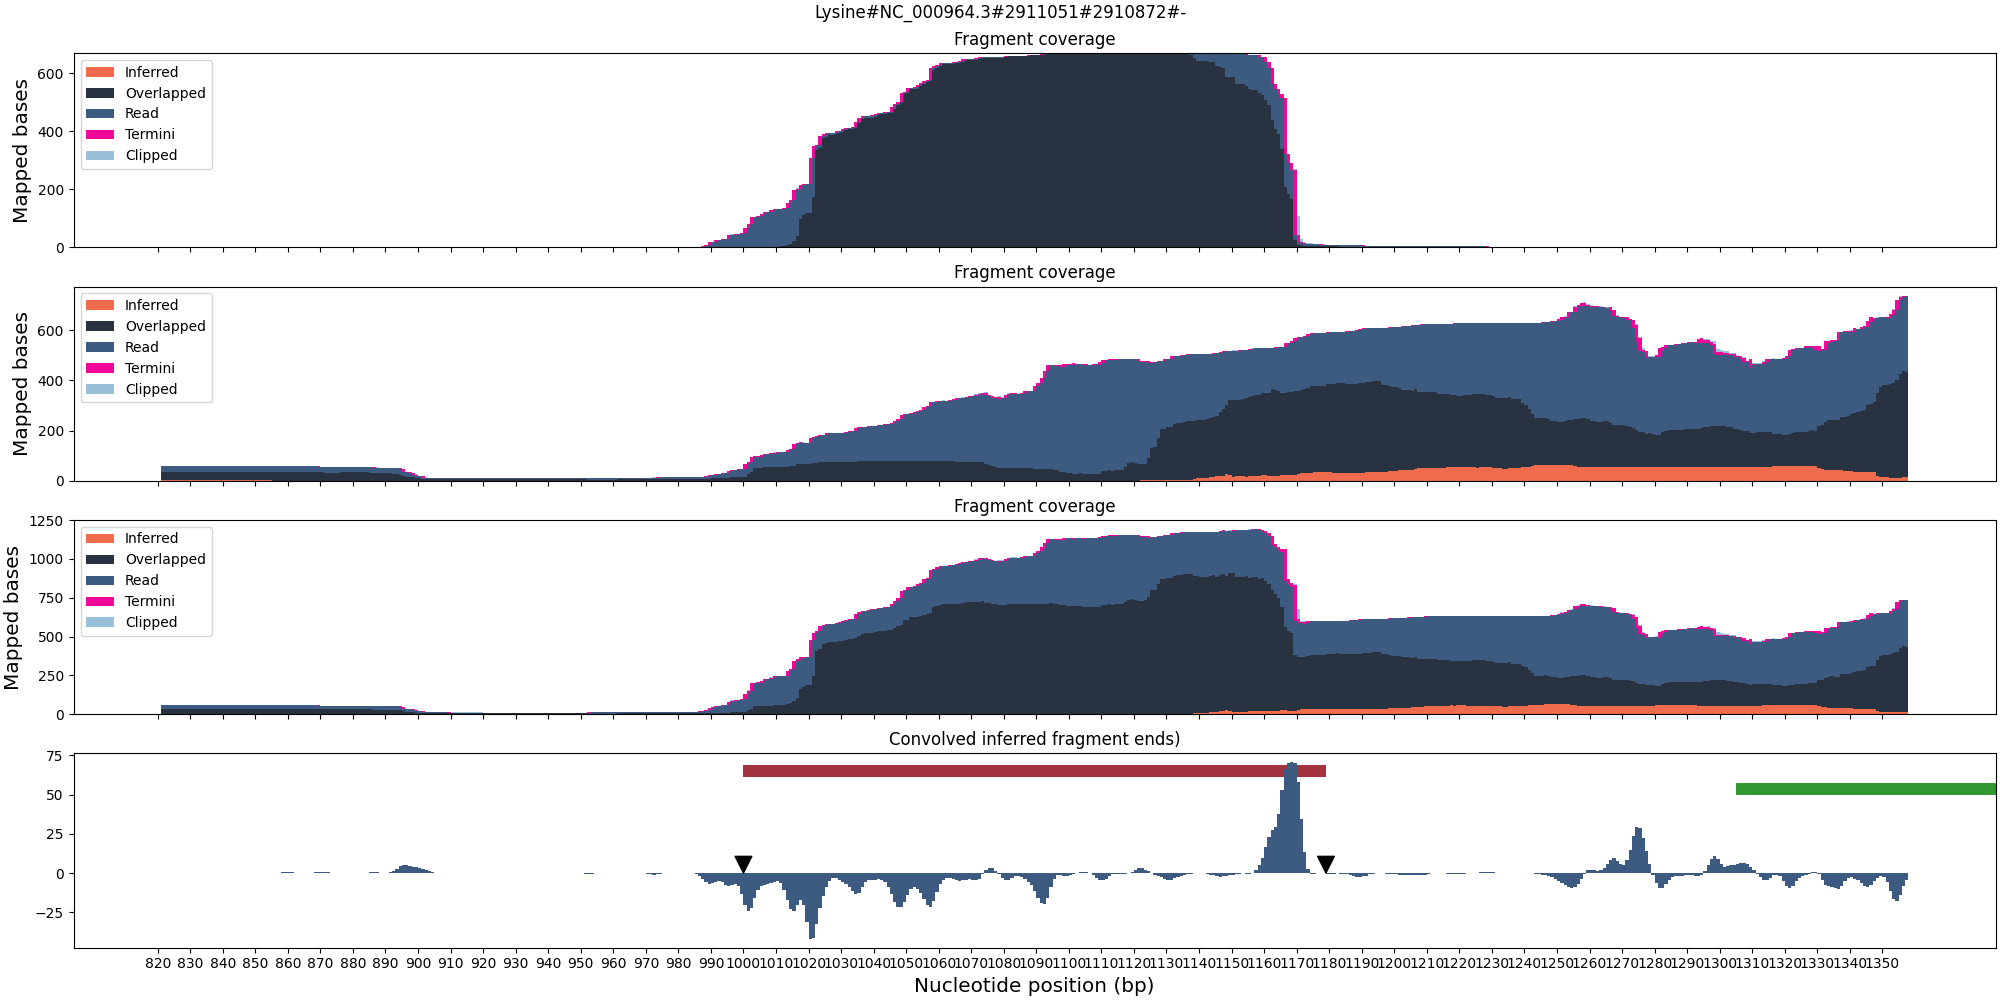 Lysine#NC_000964.3#2911051#2910872#-
Fragment coverage
Mapped bases
600
400
200
0
Inferred
Overlapped
Read
Termini
Clipped
Fragment coverage
Mapped bases
600
400
200
0
Inferred
Overlapped
Read
Termini
Clipped
Fragment coverage
Mapped bases
1250
1000
750
500
250
0
Inferred
Overlapped
Read
Termini
Clipped
Convolved inferred fragment ends)
75
50
25
0
−25
820 830 840 850 860 870 880 890 900 910 920 930 940 950 960 970 980 990 1000 1010 1020 1030 1040 1050 1060 1070 1080 1090 1100 1110 1120 1130 1140 1150 1160 1170 1180 1190 1200 1210 1220 1230 1240 1250 1260 1270 1280 1290 1300 1310 1320 1330 1340 1350
Nucleotide position (bp)